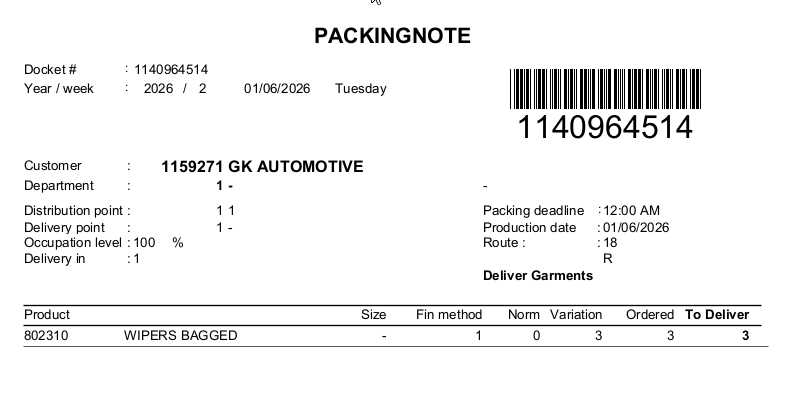 PACKINGNOTE
Docket # : 1140964514
Year / week : 2026 / 2 01/06/2026 Tuesday
1140964514
Customer : 1159271 GK AUTOMOTIVE
Department : 1 - -
Distribution point : 1 1 Packing deadline : 12:00 AM
Delivery point : 1 - Production date : 01/06/2026
Occupation level : 100 % Route : : 18
Delivery in : 1 R
Deliver Garments
Product Size Fin method Norm Variation Ordered To Deliver
802310 WIPERS BAGGED - 1 0 3 3 3